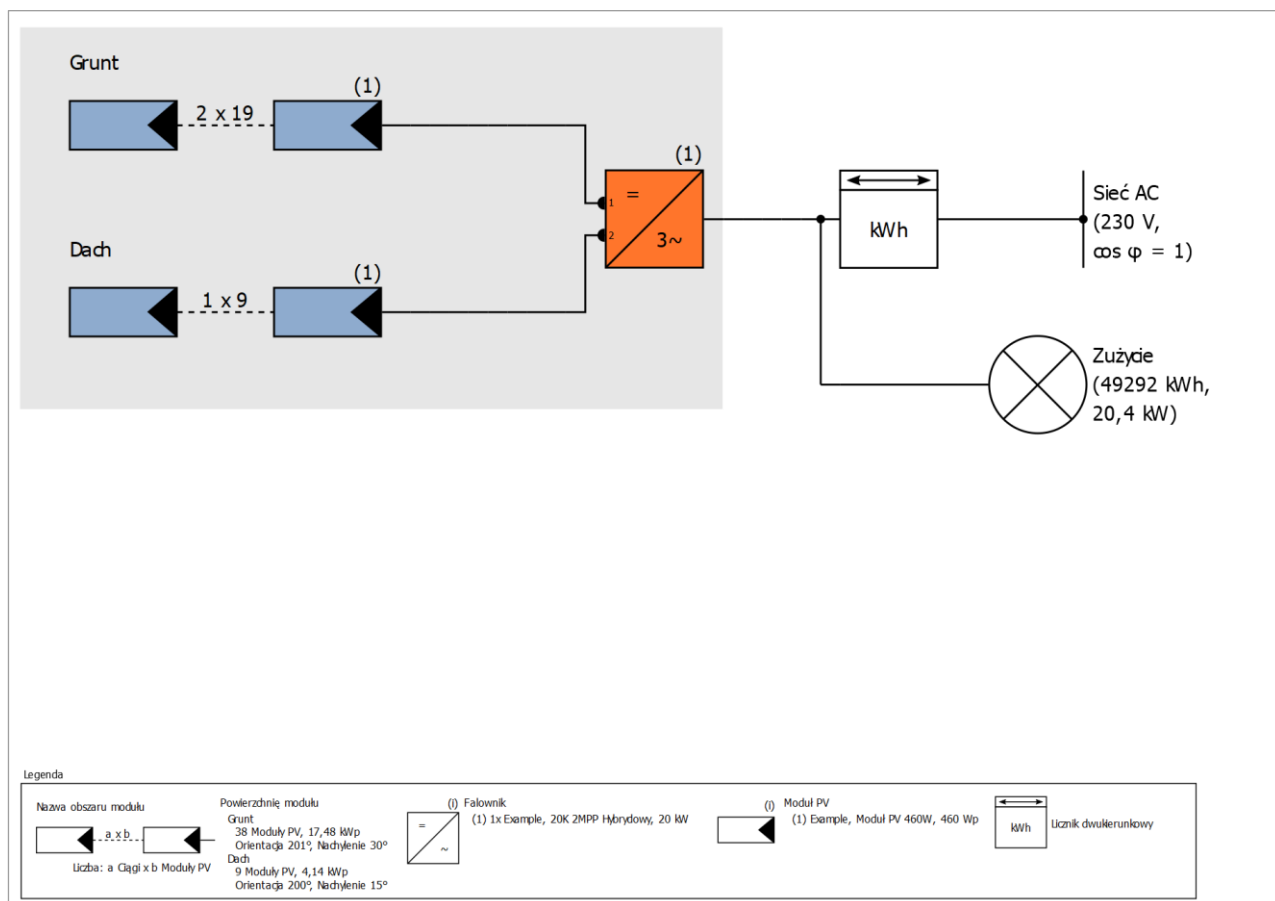 Grunt
2 x 19
(1)
(1)
=
1
2
3~
kWh
Sieć AC
(230 V,
cos φ = 1)
Dach
1 x 9
(1)
Zużycie
(49292 kWh,
20,4 kW)
Legenda
Nazwa obszaru modułu
a x b
Liczba: a Ciągi x b Moduły PV
Powierzchnię modułu
Grunt
38 Moduły PV, 17,48 kWp
Orientacja 201°, Nachylenie 30°
Dach
9 Moduły PV, 4,14 kWp
Orientacja 200°, Nachylenie 15°
=
~
(i) Falownik
(1) 1x Example, 20K 2MPP Hybrydowy, 20 kW
(i) Moduł PV
(1) Example, Moduł PV 460W, 460 Wp
kWh
Licznik dwukierunkowy